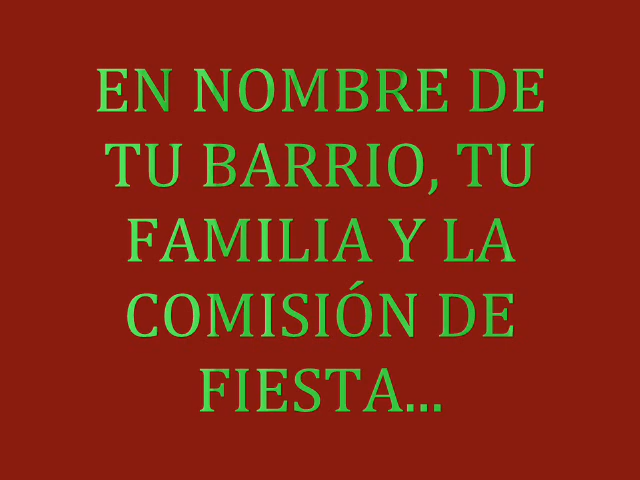 EN NOMBRE DE
TU BARRIO, TU
FAMILIA Y LA
COMISIÓN DE
FIESTA...